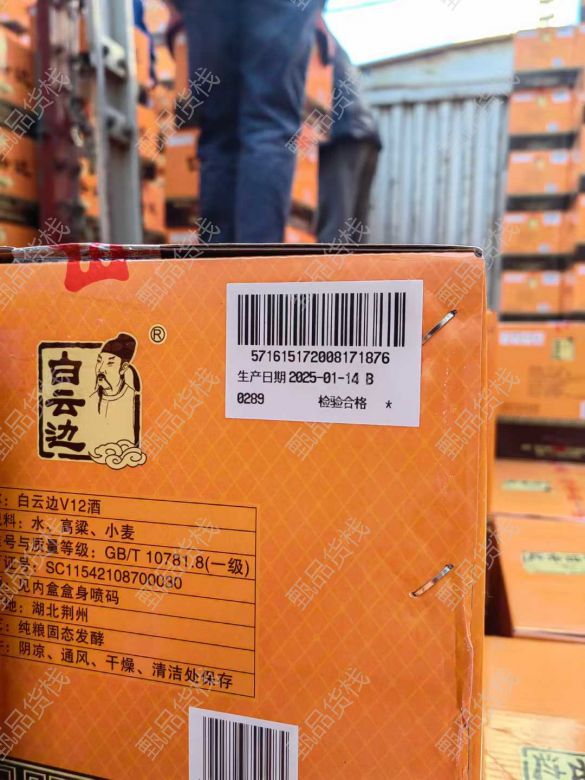 白云边
®
571615172008171876
生产日期 2025-01-14 B
0289 检验合格 *
白云边V12酒
料：水、高粱、小麦
号与质量等级：GB/T 10781.8(一级)
证号：SC11542108700030
见内盒盒身喷码
地：湖北荆州
纯粮固态发酵
阴凉、通风、干燥、清洁处保存
甄品货栈